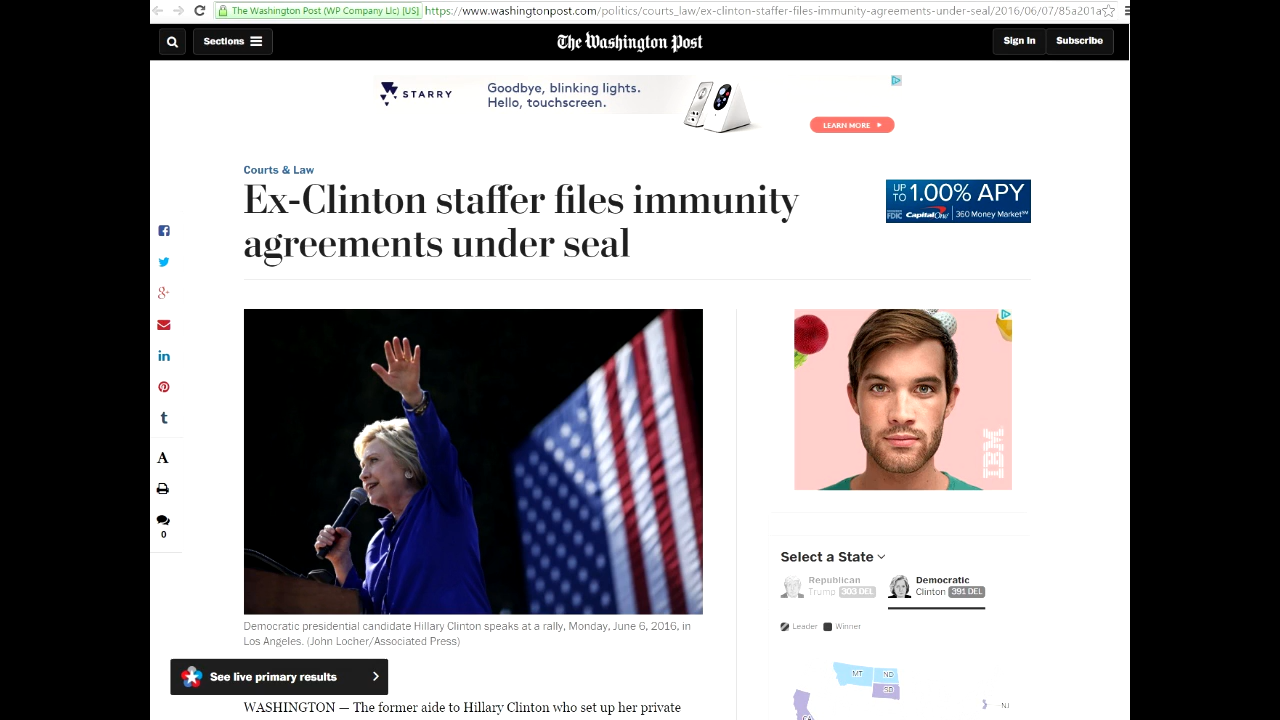 The Washington Post (WP Company Llc) [US]
https://www.washingtonpost.com/politics/courts_law/ex-clinton-staffer-files-immunity-agreements-under-seal/2016/06/07/85a201a
Sections
The Washington Post
Sign In
Subscribe
STARRY
Goodbye, blinking lights.
Hello, touchscreen.
LEARN MORE
Courts & Law
Ex-Clinton staffer files immunity
agreements under seal
UP TO 1.00% APY
FDIC Capital One 360 Money Market℠
A
0
IBM
Democratic presidential candidate Hillary Clinton speaks at a rally, Monday, June 6, 2016, in
Los Angeles. (John Locher/Associated Press)
See live primary results
WASHINGTON — The former aide to Hillary Clinton who set up her private
Select a State
Republican
Trump 303 DEL
Democratic
Clinton 391 DEL
Leader Winner
MT ND
SD
NJ
CA